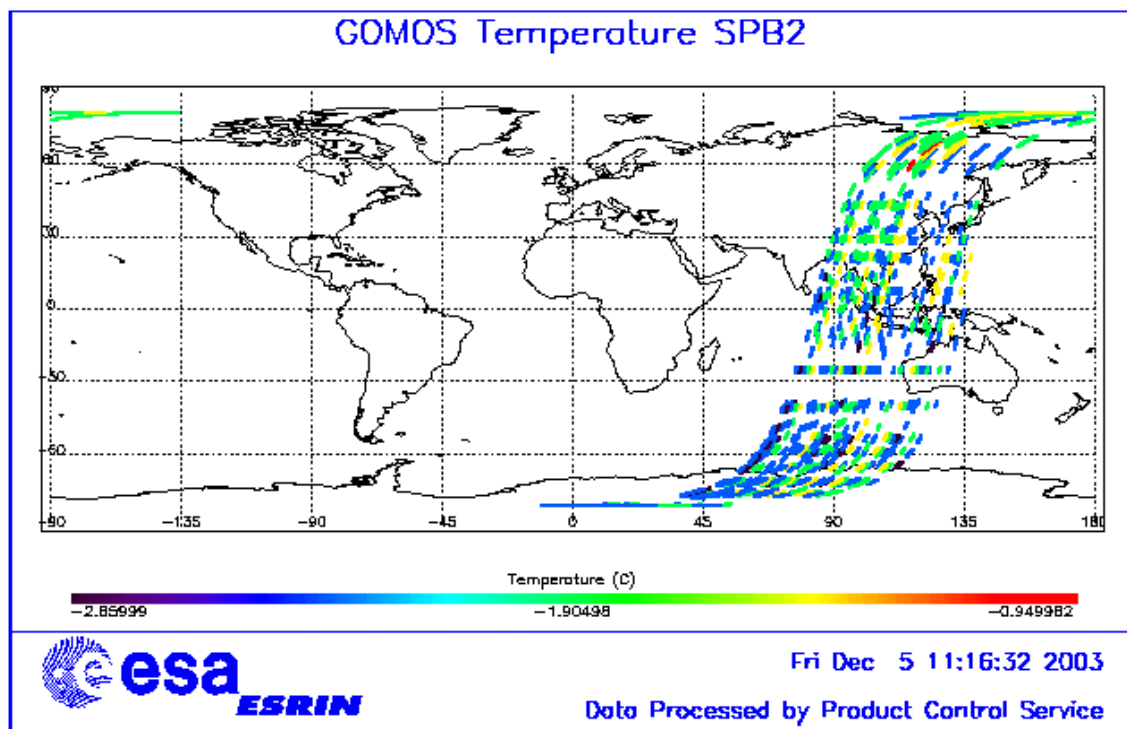 GOMOS Temperature SPB2
90
60
30
0
-30
-60
-90 -135 -90 -45 0 45 90 135 180
Temperature (C)
-2.85999 -1.90498 -0.949982
esa
ESRIN
Fri Dec 5 11:16:32 2003
Data Processed by Product Control Service